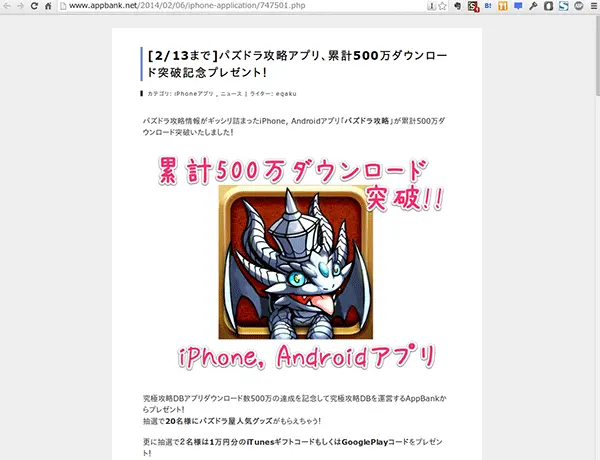 www.appbank.net/2014/02/06/iphone-application/747501.php
[2/13まで]パズドラ攻略アプリ、累計500万ダウンロー
ド突破記念プレゼント!
カテゴリ: iPhoneアプリ , ニュース | ライター: eqaku
パズドラ攻略情報がギッシリ詰まったiPhone, Androidアプリ「パズドラ攻略」が累計500万ダ
ウンロード突破いたしました!
累計500万ダウンロード
突破!!
iPhone, Androidアプリ
究極攻略DBアプリダウンロード数500万の達成を記念して究極攻略DBを運営するAppBankか
らプレゼント!
抽選で20名様にパズドラ屋人気グッズがもらえちゃう!
更に抽選で2名様は1万円分のiTunesギフトコードもしくはGooglePlayコードをプレゼン
ト!